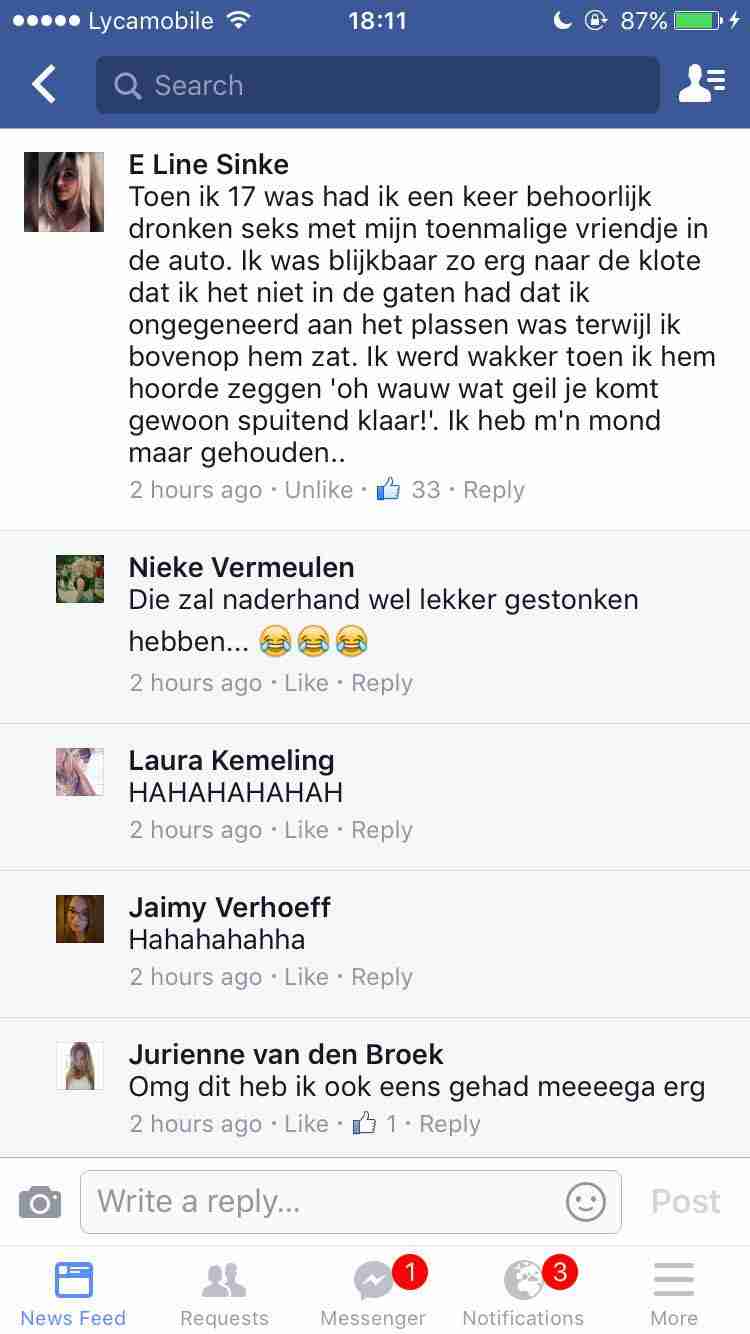 Lycamobile 18:11 87%
Search
E Line Sinke
Toen ik 17 was had ik een keer behoorlijk
dronken seks met mijn toenmalige vriendje in
de auto. Ik was blijkbaar zo erg naar de klote
dat ik het niet in de gaten had dat ik
ongegeneerd aan het plassen was terwijl ik
bovenop hem zat. Ik werd wakker toen ik hem
hoorde zeggen 'oh wauw wat geil je komt
gewoon spuitend klaar!'. Ik heb m'n mond
maar gehouden..
2 hours ago · Unlike · 33 · Reply
Nieke Vermeulen
Die zal naderhand wel lekker gestonken
hebben... 😂😂😂
2 hours ago · Like · Reply
Laura Kemeling
HAHAHAHAHAH
2 hours ago · Like · Reply
Jaimy Verhoeff
Hahahahahha
2 hours ago · Like · Reply
Jurienne van den Broek
Omg dit heb ik ook eens gehad meeeega erg
2 hours ago · Like · 1 · Reply
Write a reply... Post
1 3
News Feed Requests Messenger Notifications More